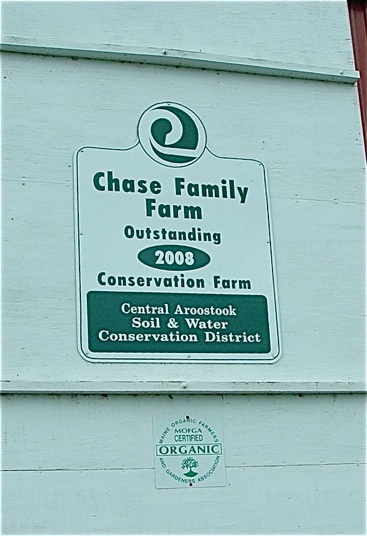 Chase Family
Farm
Outstanding
2008
Conservation Farm
Central Aroostook
Soil & Water
Conservation District
MAINE ORGANIC FARMERS
MOFGA
CERTIFIED
ORGANIC
AND GARDENERS ASSOCIATION